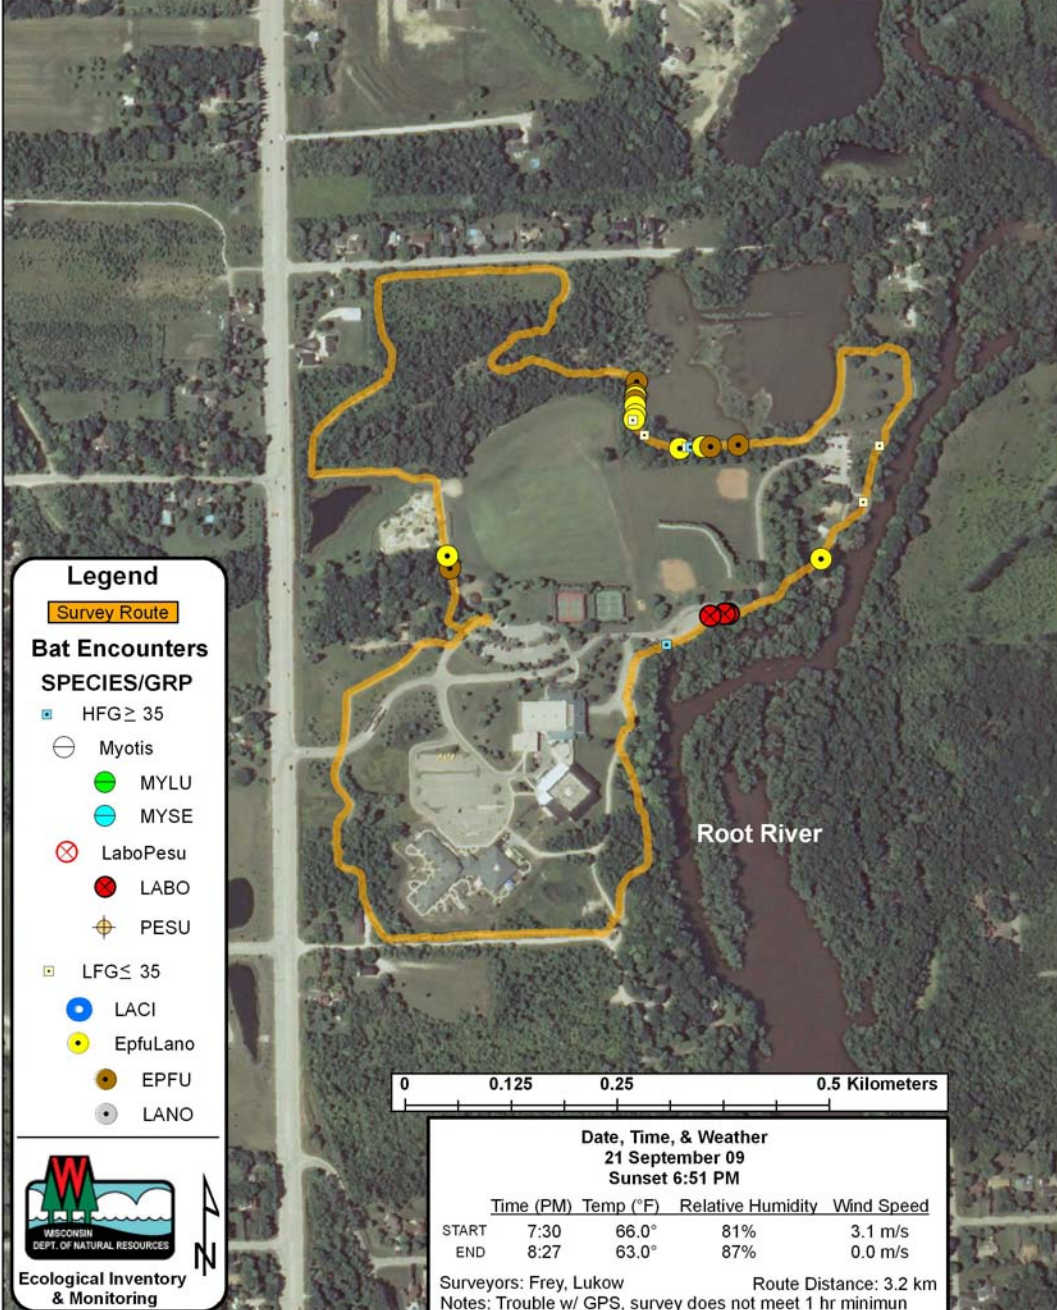 Root River
Legend
Survey Route
Bat Encounters
SPECIES/GRP
HFG ≥ 35
Myotis
MYLU
MYSE
LaboPesu
LABO
PESU
LFG ≤ 35
LACI
EpfuLano
EPFU
LANO
W
WISCONSIN
DEPT. OF NATURAL RESOURCES
N
Ecological Inventory
& Monitoring
0 0.125 0.25 0.5 Kilometers
Date, Time, & Weather
21 September 09
Sunset 6:51 PM
Time (PM) Temp (°F) Relative Humidity Wind Speed
START 7:30 66.0° 81% 3.1 m/s
END 8:27 63.0° 87% 0.0 m/s
Surveyors: Frey, Lukow Route Distance: 3.2 km
Notes: Trouble w/ GPS, survey does not meet 1 hr minimun